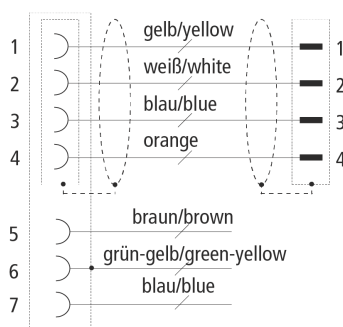 1 gelb/yellow 1
2 weiß/white 2
3 blau/blue 3
4 orange 4
5 braun/brown
6 grün-gelb/green-yellow
7 blau/blue